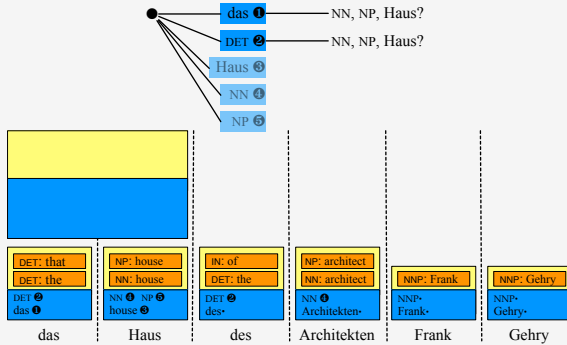 das ❶ NN, NP, Haus?
DET ❷ NN, NP, Haus?
Haus ❸
NN ❹
NP ❺
DET: that NP: house IN: of NP: architect
DET: the NN: house DET: the NN: architect NNP: Frank NNP: Gehry
DET ❷ NN ❹ NP ❺ DET ❷ NN ❹ NNP• NNP•
das ❶ house ❸ des• Architekten• Frank• Gehry•
das Haus des Architekten Frank Gehry